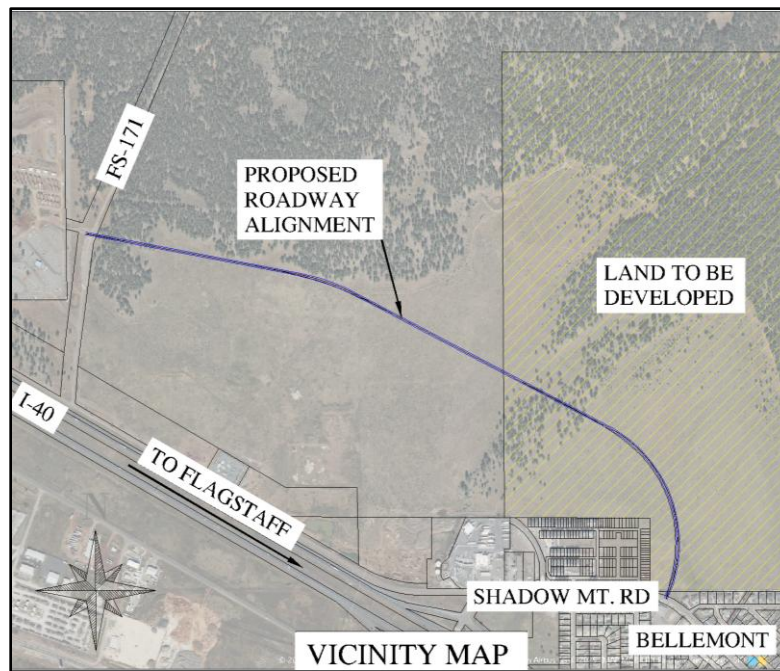 FS-171
PROPOSED
ROADWAY
ALIGNMENT
LAND TO BE
DEVELOPED
I-40
TO FLAGSTAFF
N
SHADOW MT. RD
BELLEMONT
VICINITY MAP